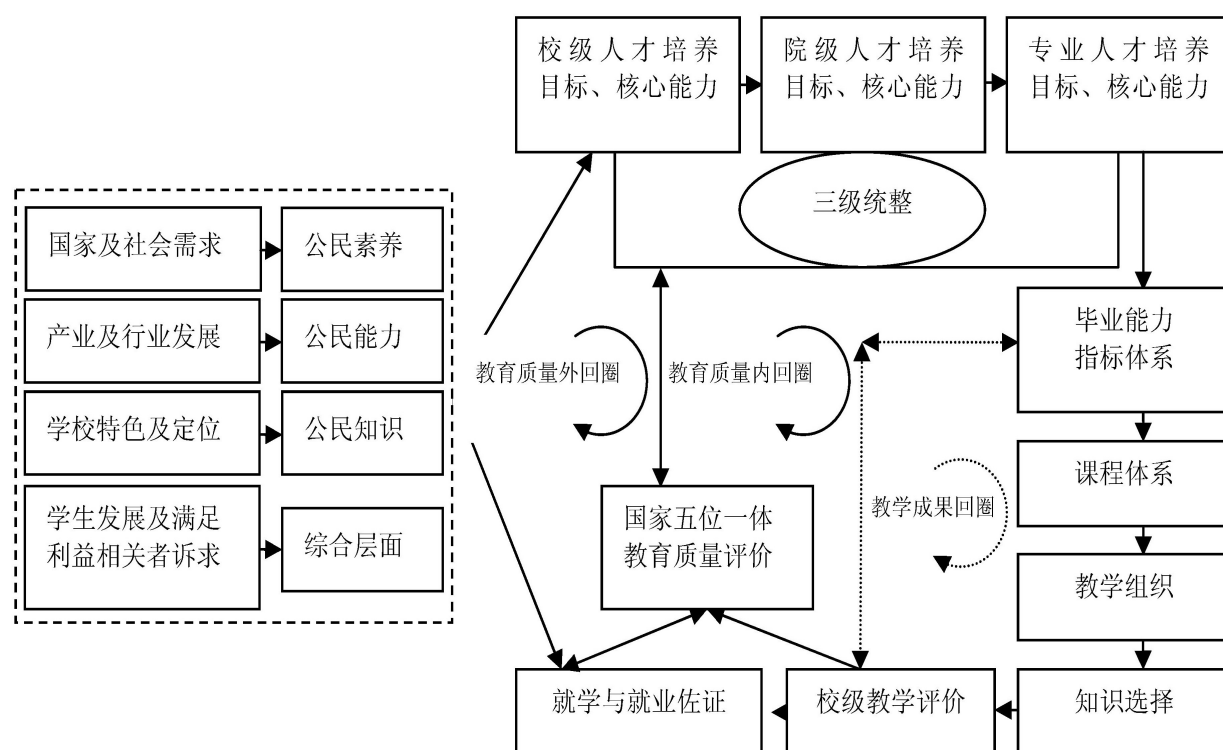 校级人才培养
目标、核心能力
院级人才培养
目标、核心能力
专业人才培养
目标、核心能力
三级统整
国家及社会需求
公民素养
产业及行业发展
公民能力
学校特色及定位
公民知识
学生发展及满足
利益相关者诉求
综合层面
教育质量外回圈
教育质量内回圈
毕业能力
指标体系
课程体系
教学成果回圈
国家五位一体
教育质量评价
教学组织
就学与就业佐证
校级教学评价
知识选择